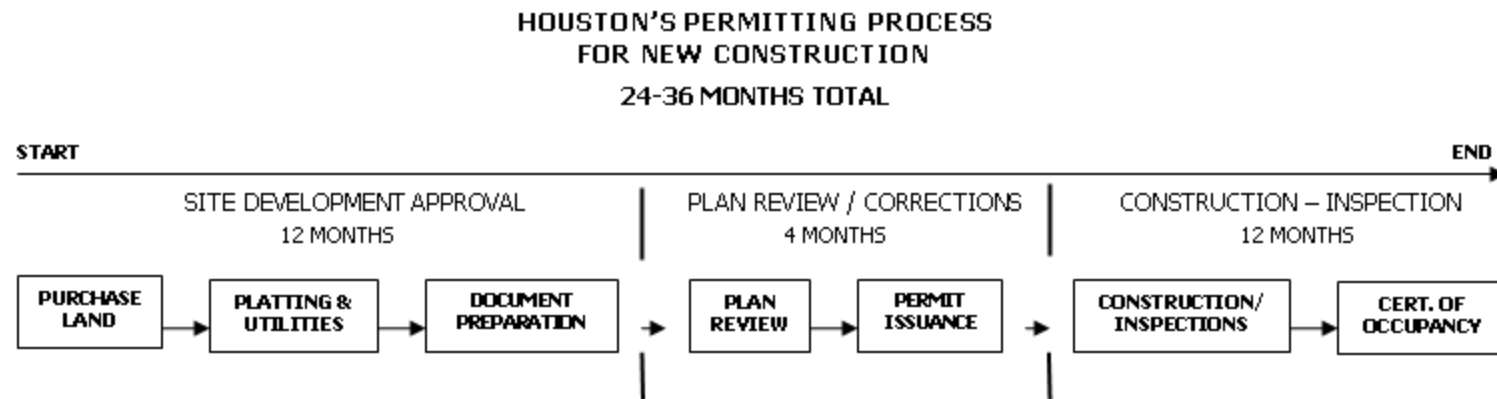 HOUSTON'S PERMITTING PROCESS
FOR NEW CONSTRUCTION
24-36 MONTHS TOTAL
START
END
SITE DEVELOPMENT APPROVAL
12 MONTHS
PLAN REVIEW / CORRECTIONS
4 MONTHS
CONSTRUCTION – INSPECTION
12 MONTHS
PURCHASE
LAND
PLATTING &
UTILITIES
DOCUMENT
PREPARATION
PLAN
REVIEW
PERMIT
ISSUANCE
CONSTRUCTION/
INSPECTIONS
CERT. OF
OCCUPANCY